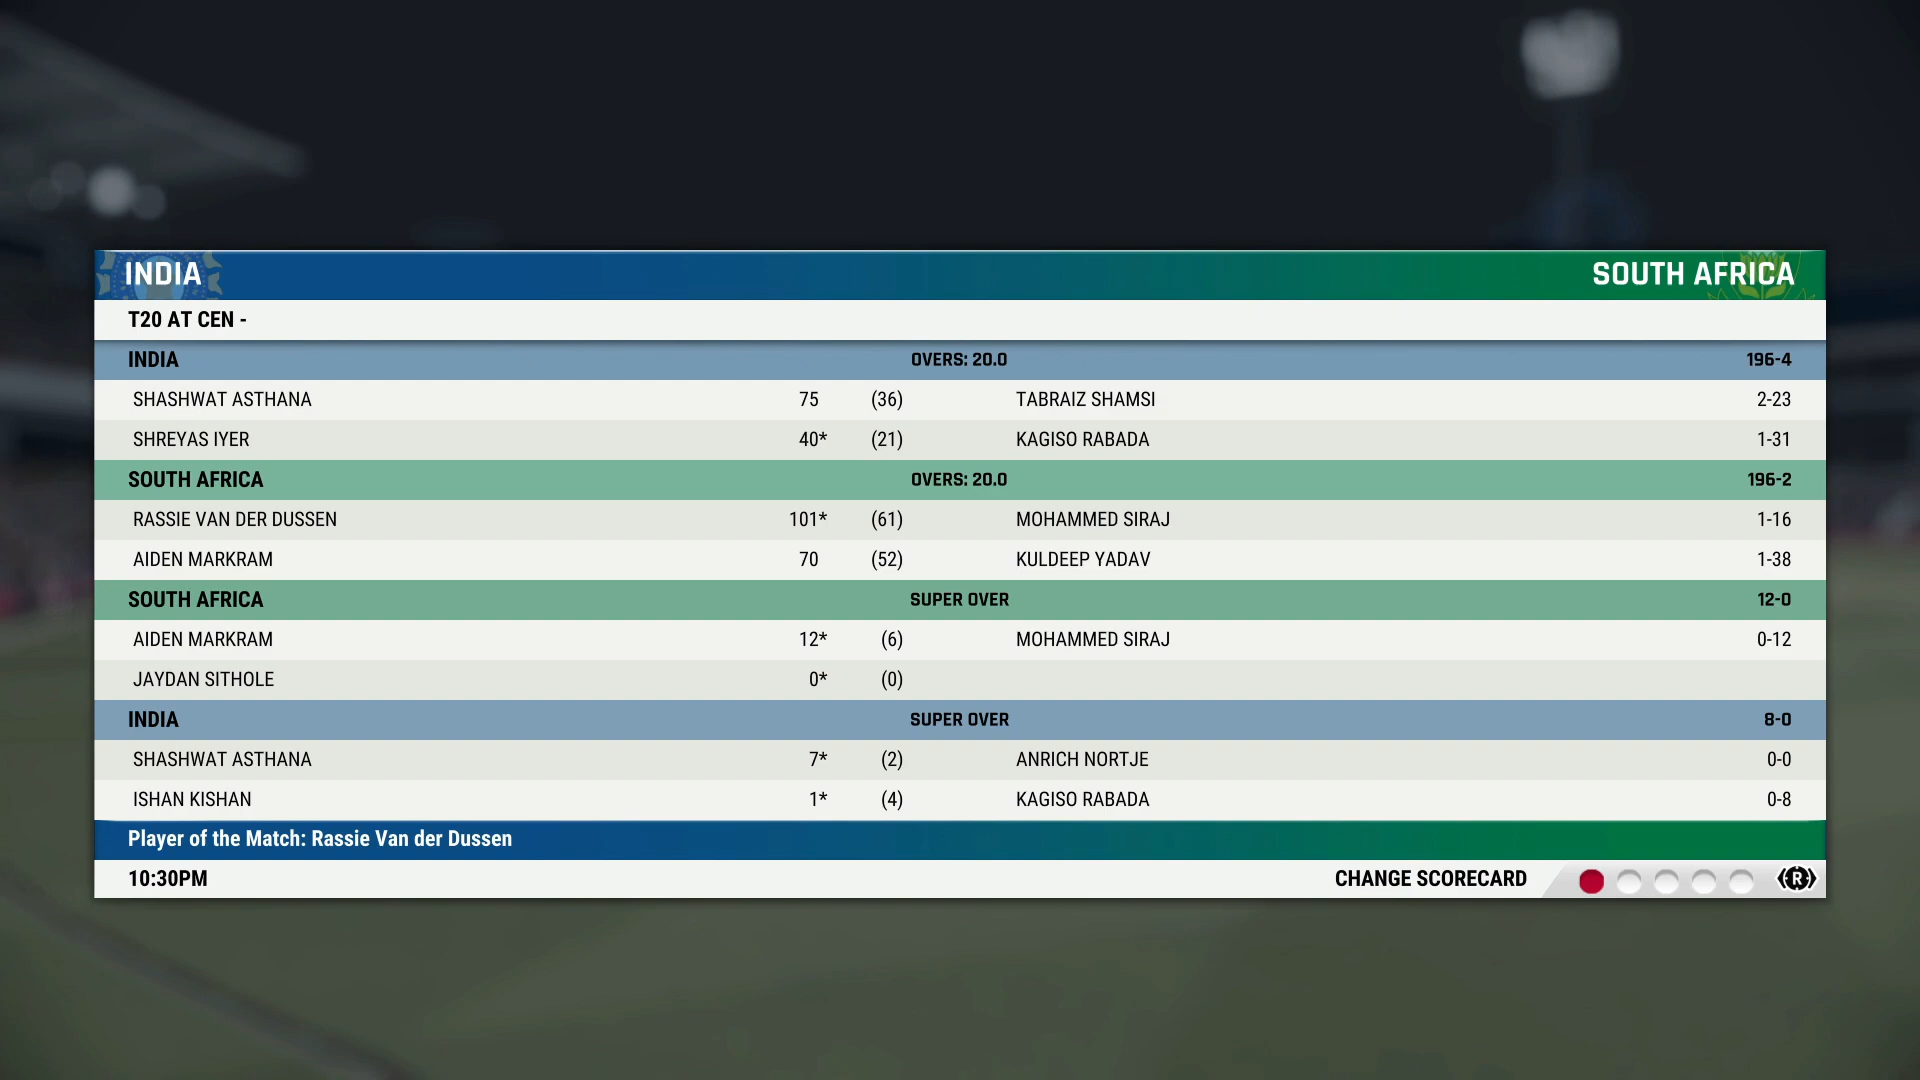 INDIA SOUTH AFRICA
T20 AT CEN -
INDIA OVERS: 20.0 196-4
SHASHWAT ASTHANA 75 (36) TABRAIZ SHAMSI 2-23
SHREYAS IYER 40* (21) KAGISO RABADA 1-31
SOUTH AFRICA OVERS: 20.0 196-2
RASSIE VAN DER DUSSEN 101* (61) MOHAMMED SIRAJ 1-16
AIDEN MARKRAM 70 (52) KULDEEP YADAV 1-38
SOUTH AFRICA SUPER OVER 12-0
AIDEN MARKRAM 12* (6) MOHAMMED SIRAJ 0-12
JAYDAN SITHOLE 0* (0)
INDIA SUPER OVER 8-0
SHASHWAT ASTHANA 7* (2) ANRICH NORTJE 0-0
ISHAN KISHAN 1* (4) KAGISO RABADA 0-8
Player of the Match: Rassie Van der Dussen
10:30PM CHANGE SCORECARD R